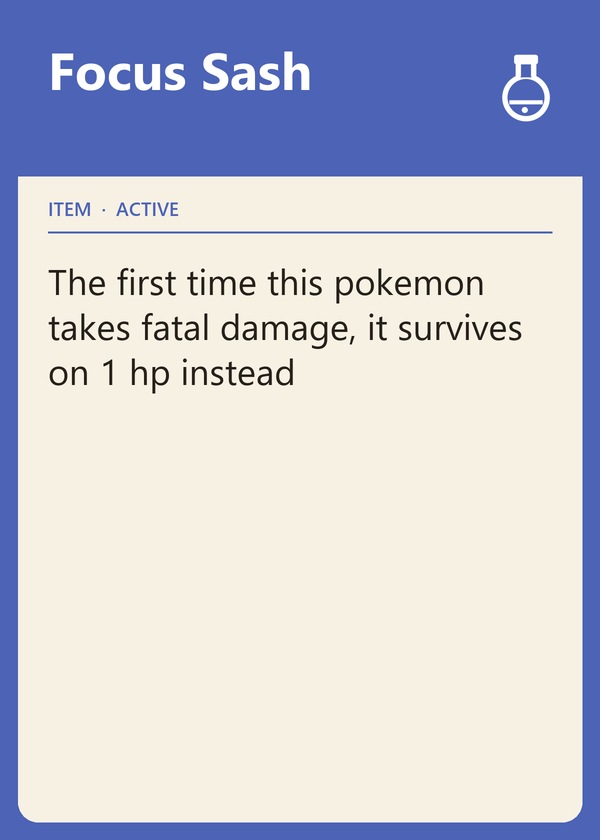 Focus Sash
ITEM · ACTIVE
The first time this pokemon
takes fatal damage, it survives
on 1 hp instead